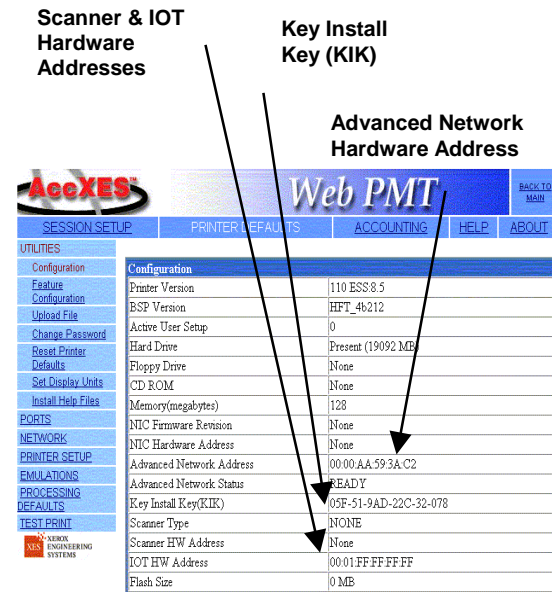 Scanner & IOT
Hardware
Addresses
Key Install
Key (KIK)
Advanced Network
Hardware Address
AccXES™
Web PMT
BACK TO
MAIN
SESSION SETUP PRINTER DEFAULTS ACCOUNTING HELP ABOUT
UTILITIES
Configuration
Feature
Configuration
Upload File
Change Password
Reset Printer
Defaults
Set Display Units
Install Help Files
PORTS
NETWORK
PRINTER SETUP
EMULATIONS
PROCESSING
DEFAULTS
TEST PRINT
XES XEROX
ENGINEERING
SYSTEMS
Configuration
Printer Version 110 ESS:8.5
BSP Version HFT_4b212
Active User Setup 0
Hard Drive Present (19092 MB)
Floppy Drive None
CD ROM None
Memory(megabytes) 128
NIC Firmware Revision None
NIC Hardware Address None
Advanced Network Address 00:00:AA:59:3A:C2
Advanced Network Status READY
Key Install Key(KIK) 05F-51-9AD-22C-32-078
Scanner Type NONE
Scanner HW Address None
IOT HW Address 00:01:FF:FF:FF:FF
Flash Size 0 MB